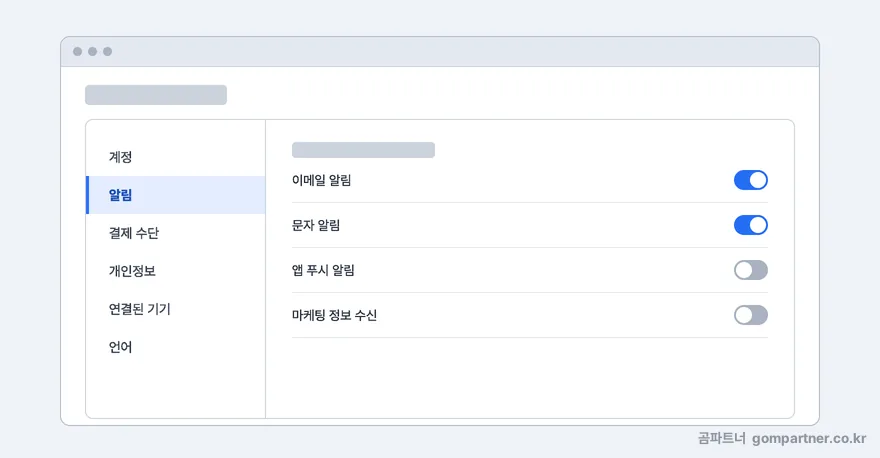 계정
알림
결제 수단
개인정보
연결된 기기
언어
이메일 알림
문자 알림
앱 푸시 알림
마케팅 정보 수신
곰파트너 gompartner.co.kr